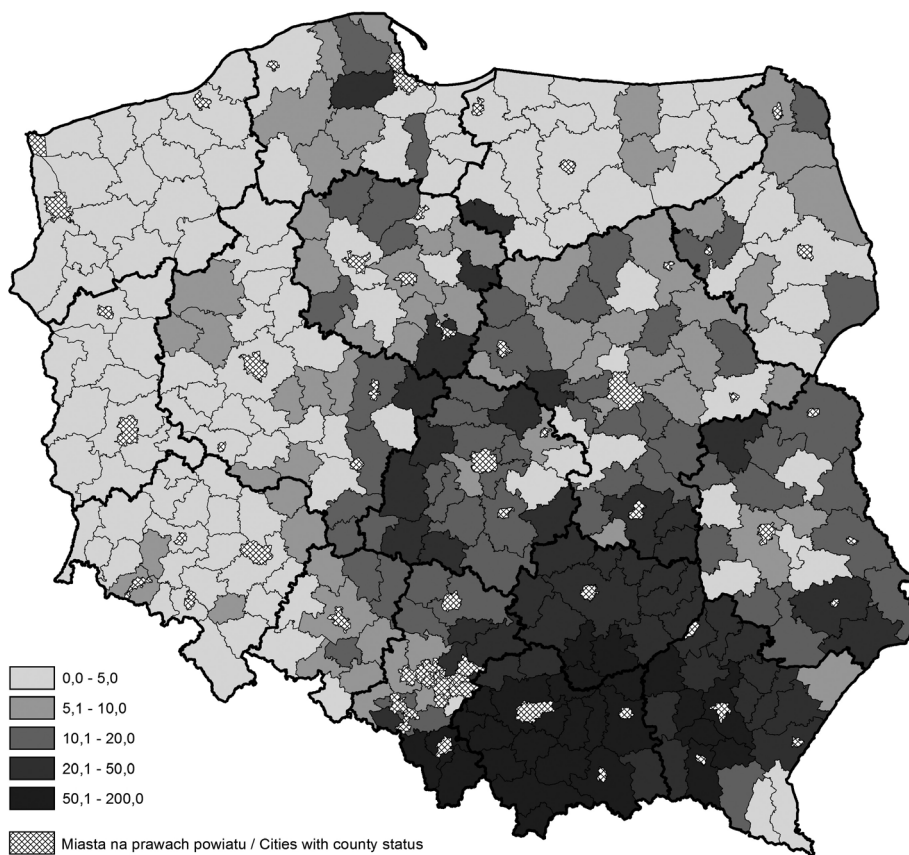 0,0 - 5,0
5,1 - 10,0
10,1 - 20,0
20,1 - 50,0
50,1 - 200,0
Miasta na prawach powiatu / Cities with county status